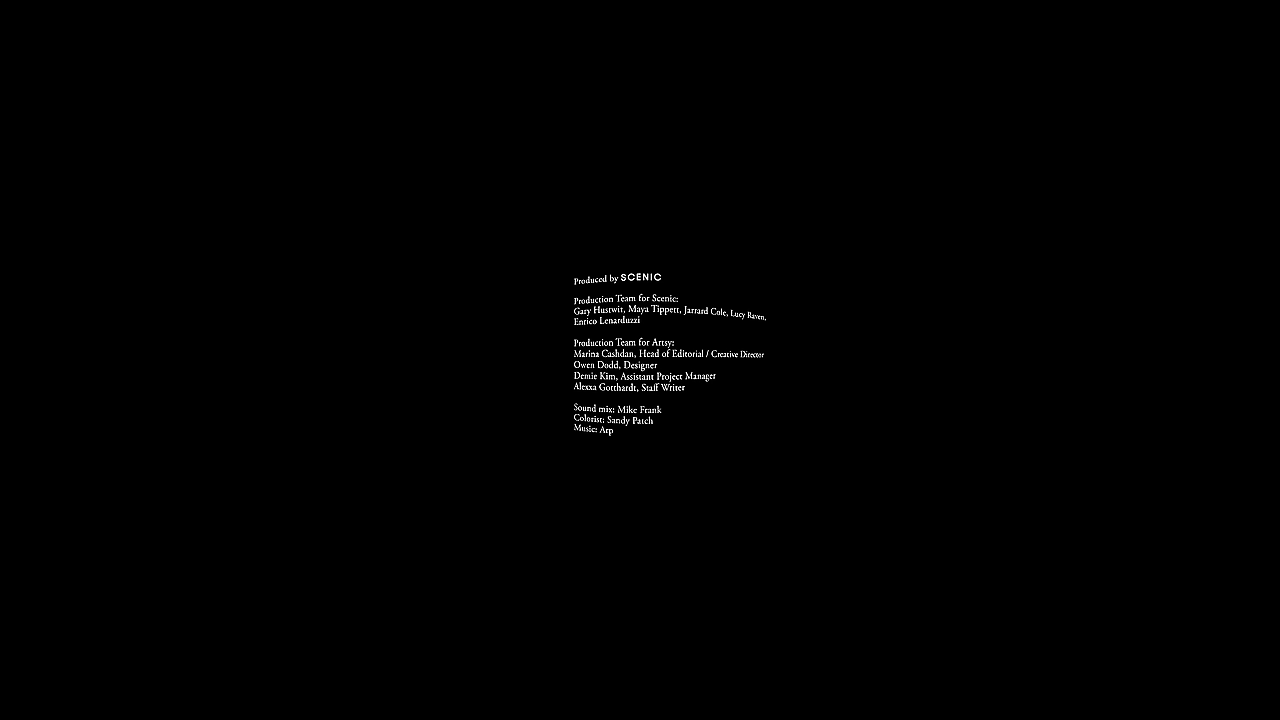 Produced by SCENIC
Production Team for Scenic:
Gary Hustwit, Maya Tippett, Jarrard Cole, Lucy Raven,
Enrico Lenarduzzi
Production Team for Artsy:
Marina Cashdan, Head of Editorial / Creative Director
Owen Dodd, Designer
Demie Kim, Assistant Project Manager
Alexxa Gotthardt, Staff Writer
Sound mix: Mike Frank
Colorist: Sandy Patch
Music: Arp